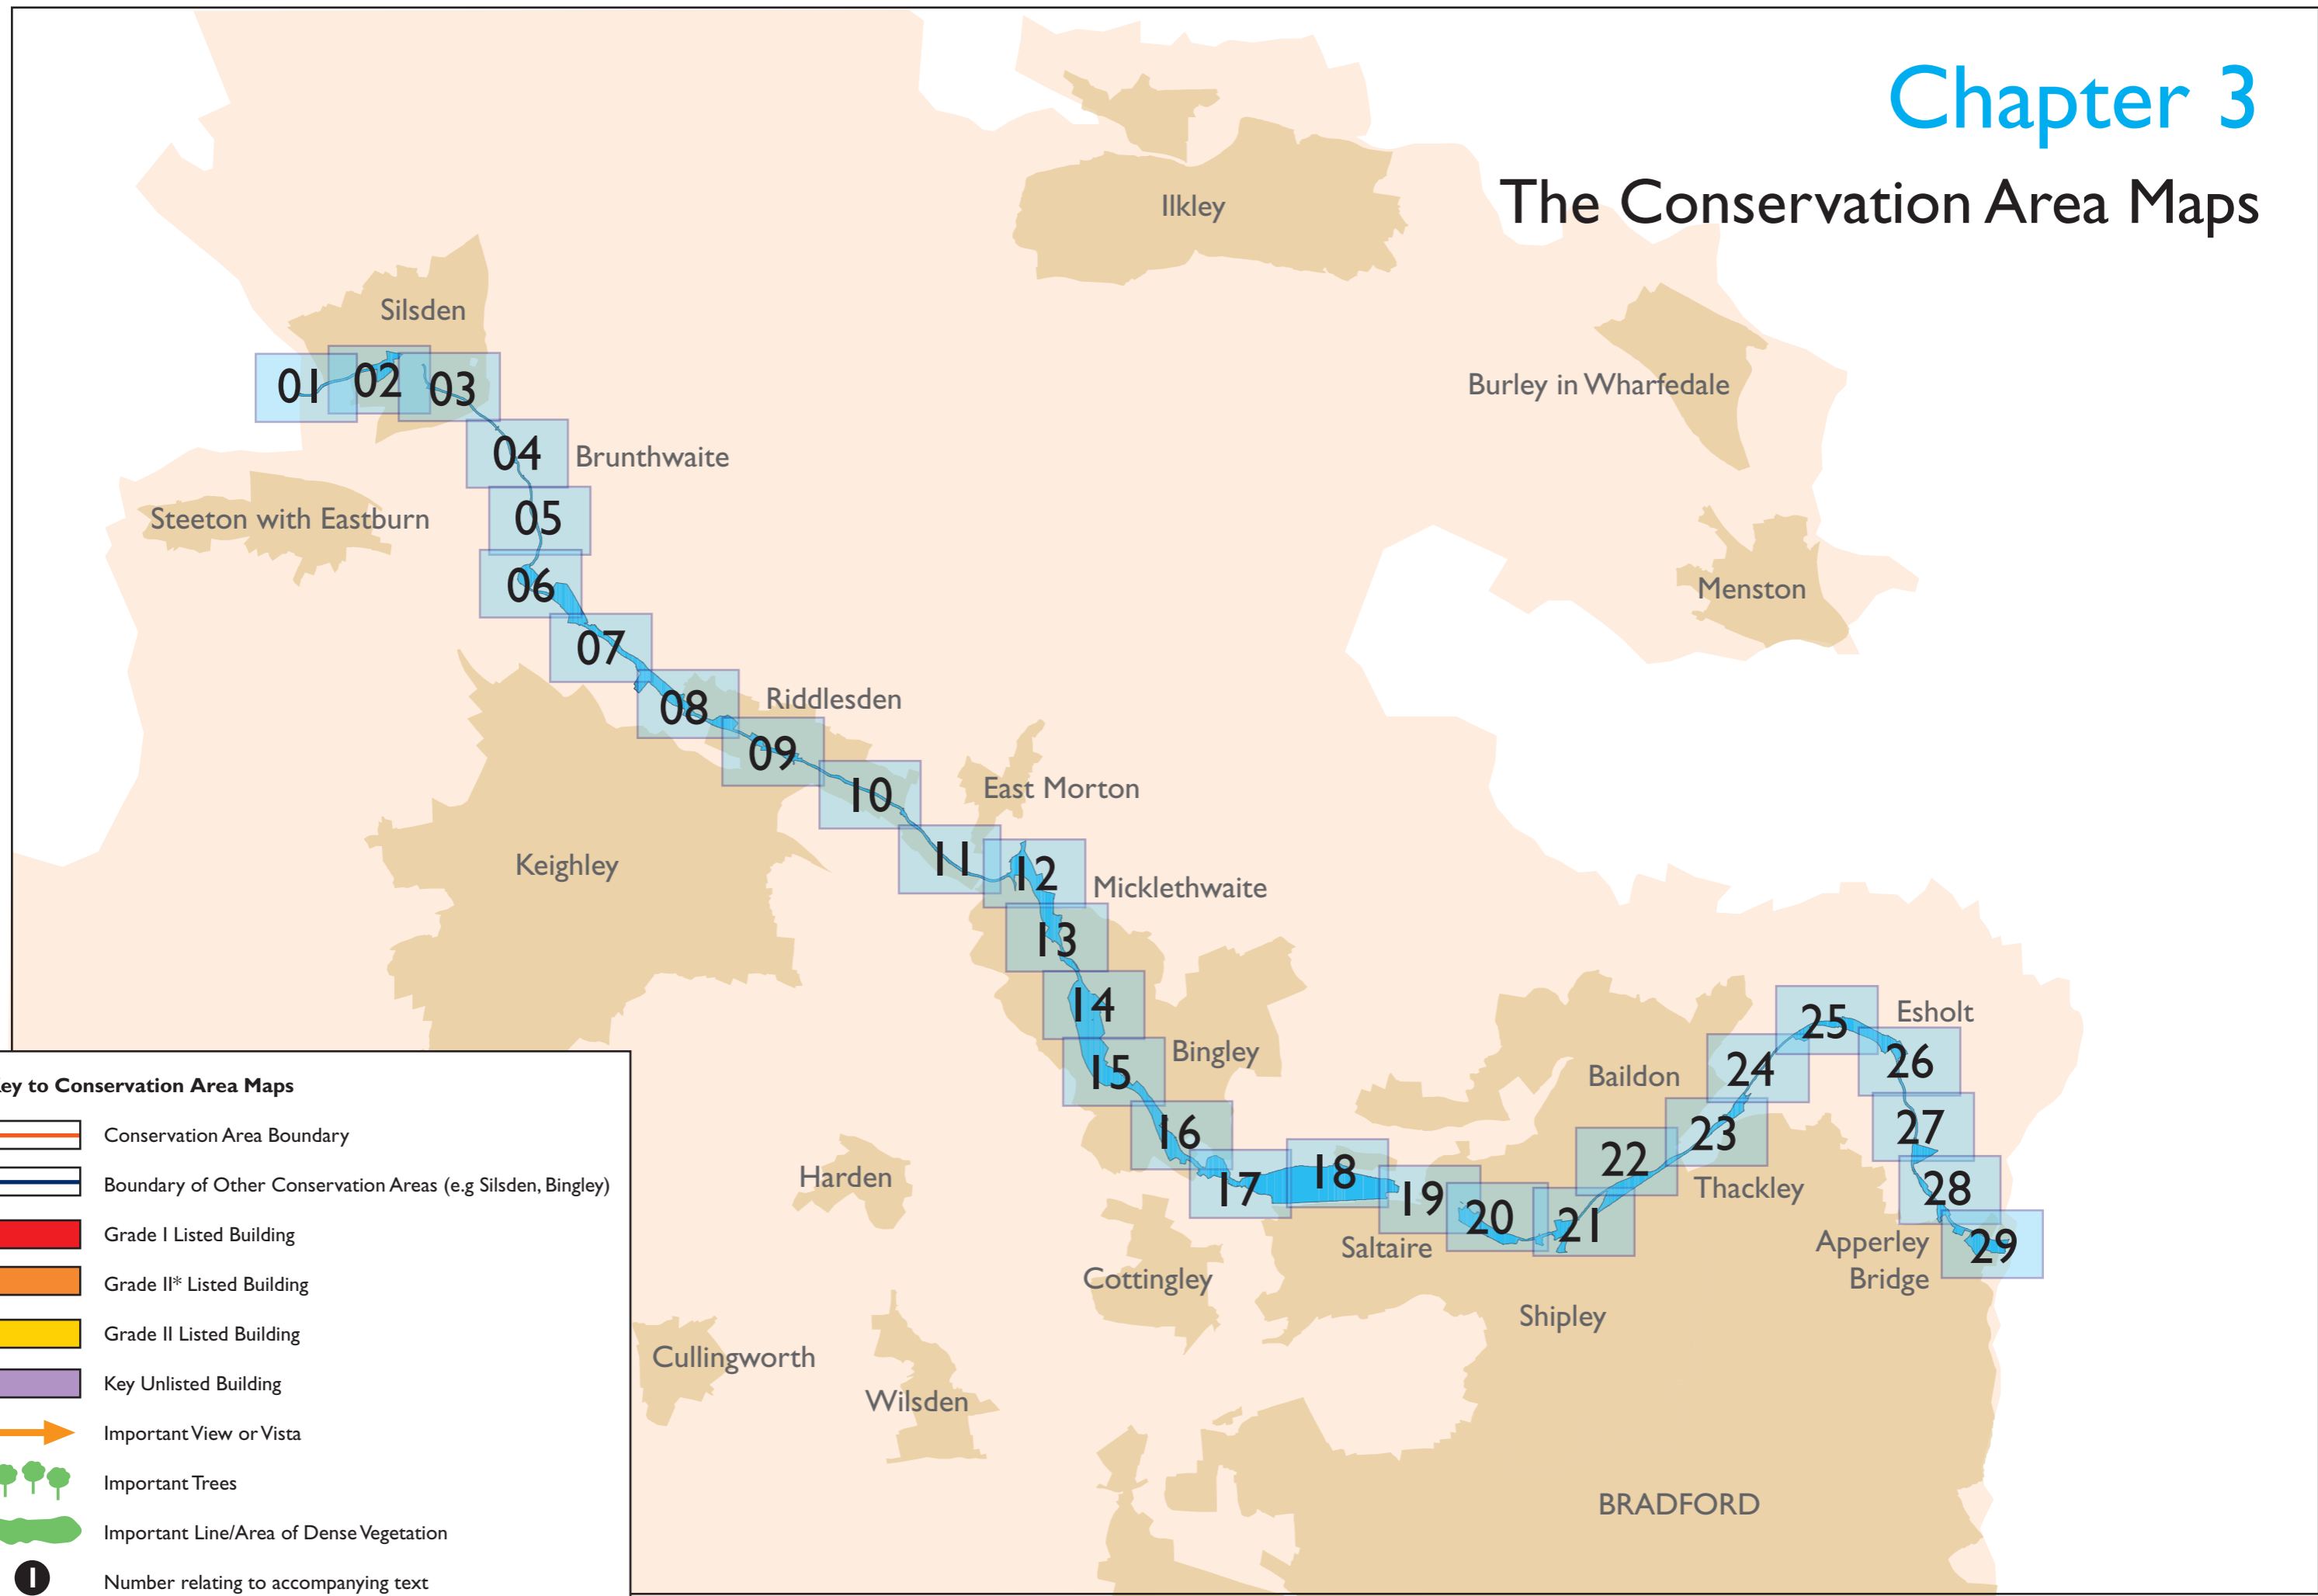 Chapter 3
The Conservation Area Maps
Ilkley
Silsden
Burley in Wharfedale
01
02
03
04
Brunthwaite
Steeton with Eastburn
05
06
Menston
07
08
Riddlesden
09
10
East Morton
Keighley
11
12
Micklethwaite
13
14
Bingley
15
16
17
18
19
20
21
22
23
24
25
Esholt
26
27
28
29
Baildon
Thackley
Harden
Saltaire
Cottingley
Apperley
Bridge
Shipley
Cullingworth
Wilsden
BRADFORD
ey to Conservation Area Maps
Conservation Area Boundary
Boundary of Other Conservation Areas (e.g Silsden, Bingley)
Grade I Listed Building
Grade II* Listed Building
Grade II Listed Building
Key Unlisted Building
Important View or Vista
Important Trees
Important Line/Area of Dense Vegetation
1
Number relating to accompanying text